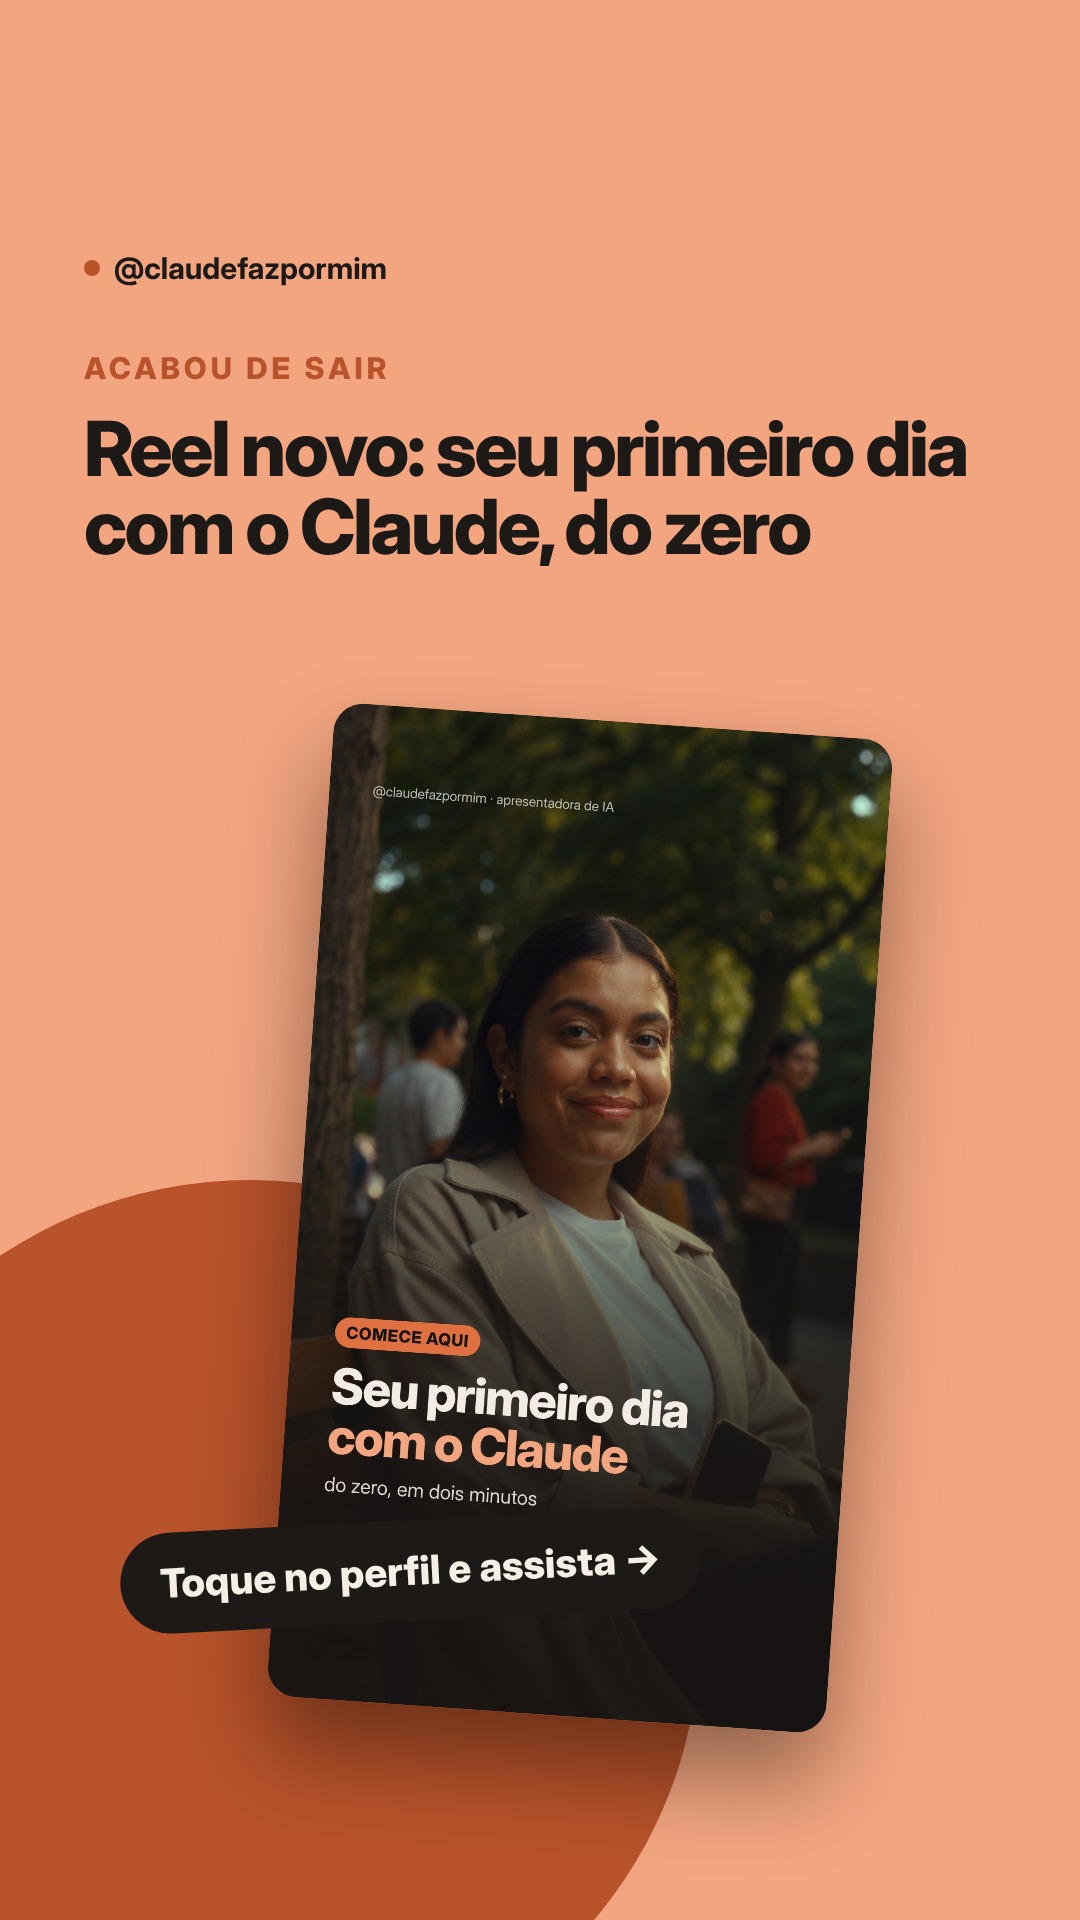 @claudefazpormim
ACABOU DE SAIR
Reel novo: seu primeiro dia
com o Claude, do zero
@claudefazpormim · apresentadora de IA
COMECE AQUI
Seu primeiro dia
com o Claude
do zero, em dois minutos
Toque no perfil e assista →